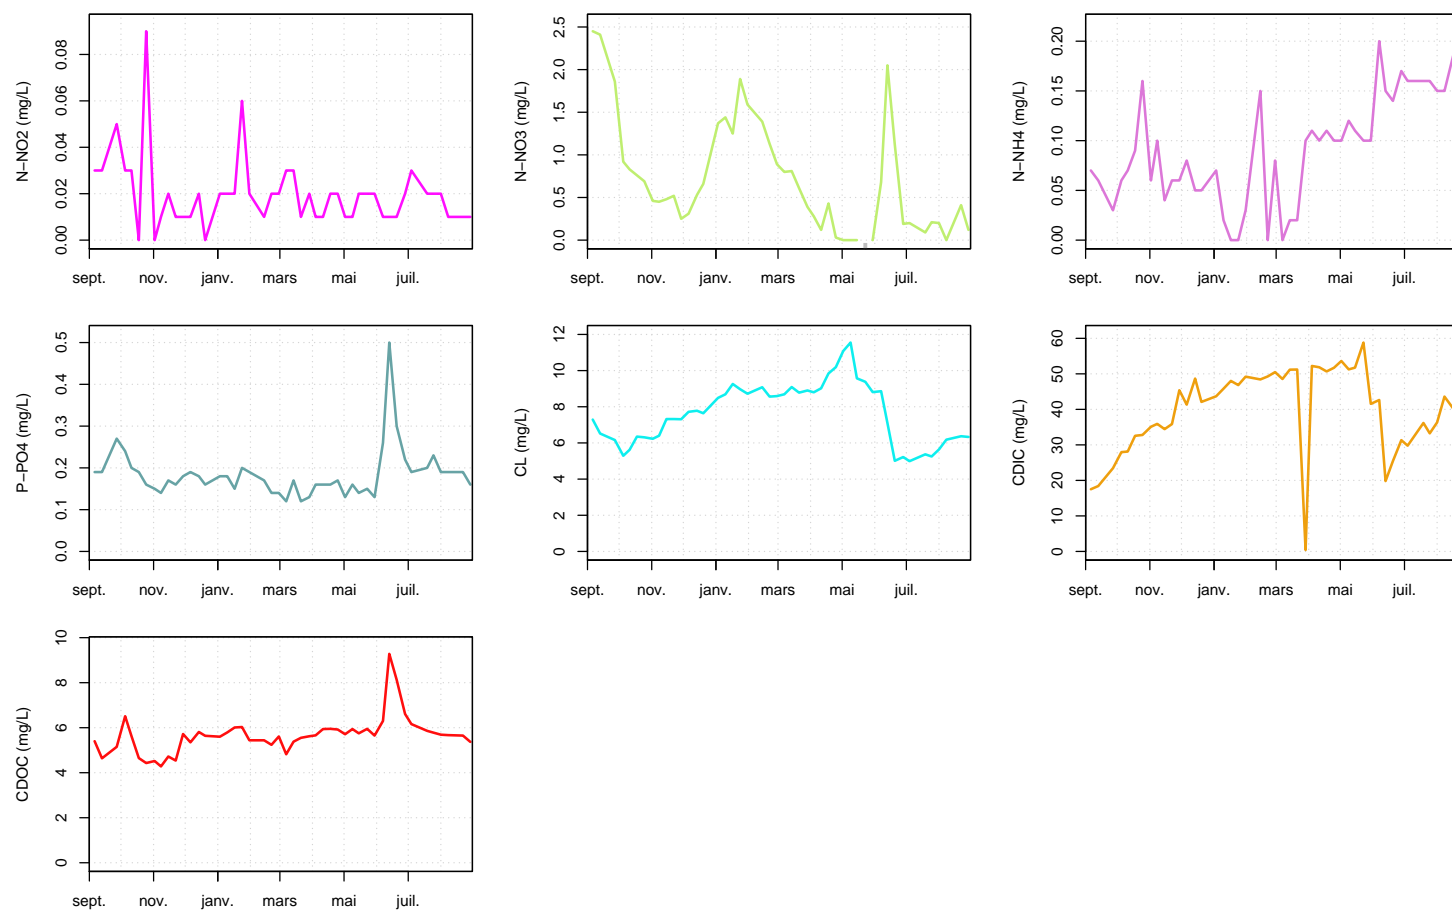 N−NO2 (mg/L)
0.00 0.02 0.04 0.06 0.08
sept. nov. janv. mars mai juil.
N−NO3 (mg/L)
0.0 0.5 1.0 1.5 2.0 2.5
sept. nov. janv. mars mai juil.
N−NH4 (mg/L)
0.00 0.05 0.10 0.15 0.20
sept. nov. janv. mars mai juil.
P−PO4 (mg/L)
0.0 0.1 0.2 0.3 0.4 0.5
sept. nov. janv. mars mai juil.
CL (mg/L)
0 2 4 6 8 10 12
sept. nov. janv. mars mai juil.
CDIC (mg/L)
0 10 20 30 40 50 60
sept. nov. janv. mars mai juil.
CDOC (mg/L)
0 2 4 6 8 10
sept. nov. janv. mars mai juil.